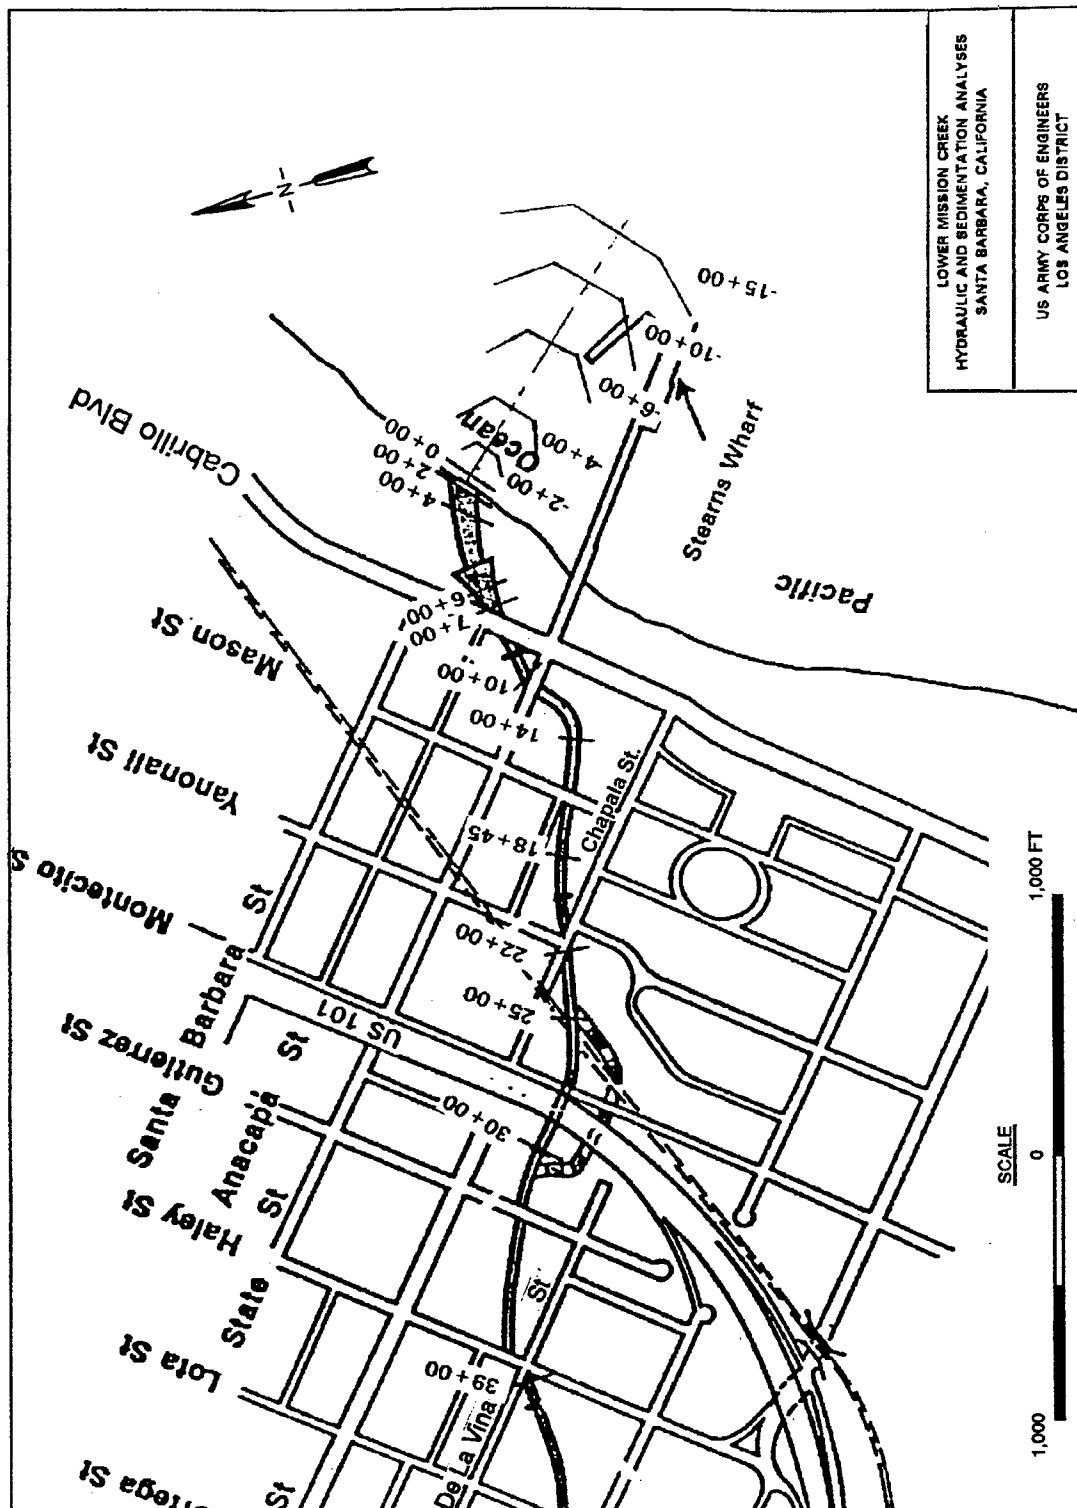 LOWER MISSION CREEK
HYDRAULIC AND SEDIMENTATION ANALYSES
SANTA BARBARA, CALIFORNIA
US ARMY CORPS OF ENGINEERS
LOS ANGELES DISTRICT
N
-15+00
-10+00
-6+00
-4+00
-2+00
0+00
2+00
4+00
6+00
7+00
10+00
14+00
18+45
22+00
25+00
30+00
39+00
Pacific
Ocean
Stearns Wharf
Cabrillo Blvd
Mason St
Yanonali St
Montecito S
Gutierrez St
Haley St
Lota St
tega St
US 101
Chapala St.
Santa Barbara St
Anacapa St
State St
De La Vina St
SCALE
1,000 0 1,000 FT